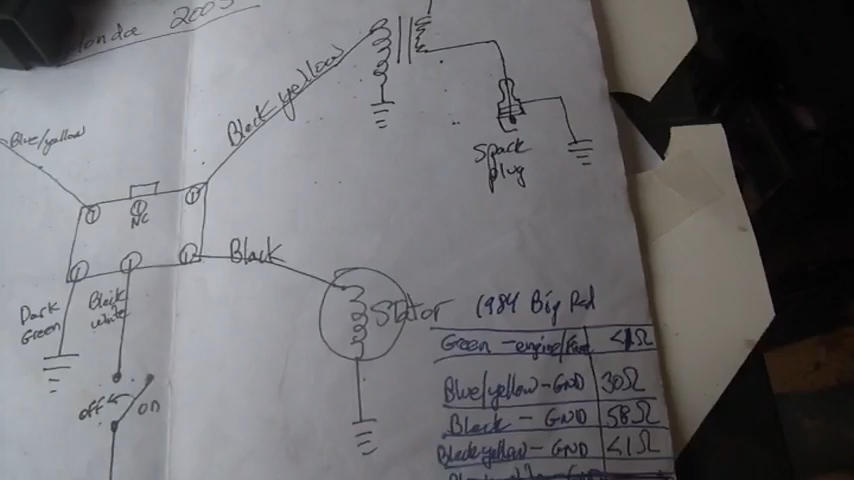 Honda 2003
Blue/yellow
Black yellow
NC
Spark
plug
Dark
Green
Black
white
Black
Stator
off
on
1984 Big Red
Green - engine/ <1Ω
Blue/yellow - GND 30Ω
Black - GND 58Ω
Black yellow - GND <1Ω